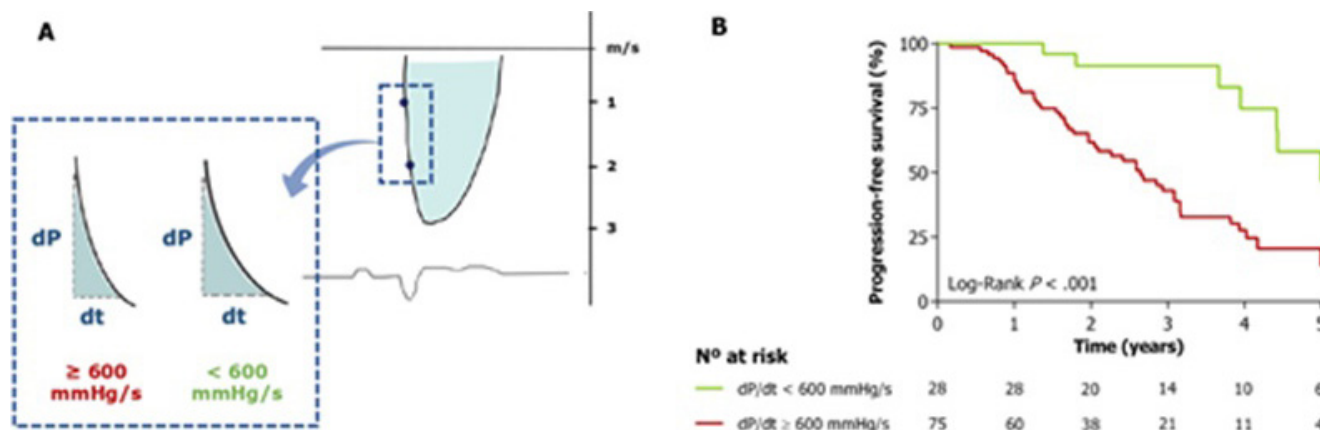 A
m/s
1
2
3
dP
dP
dt
dt
≥ 600
mmHg/s
< 600
mmHg/s
B
Progression-free survival (%)
100
75
50
25
0
Log-Rank P < .001
0 1 2 3 4 5
Time (years)
Nº at risk
dP/dt < 600 mmHg/s 28 28 20 14 10 6
dP/dt ≥ 600 mmHg/s 75 60 38 21 11 4